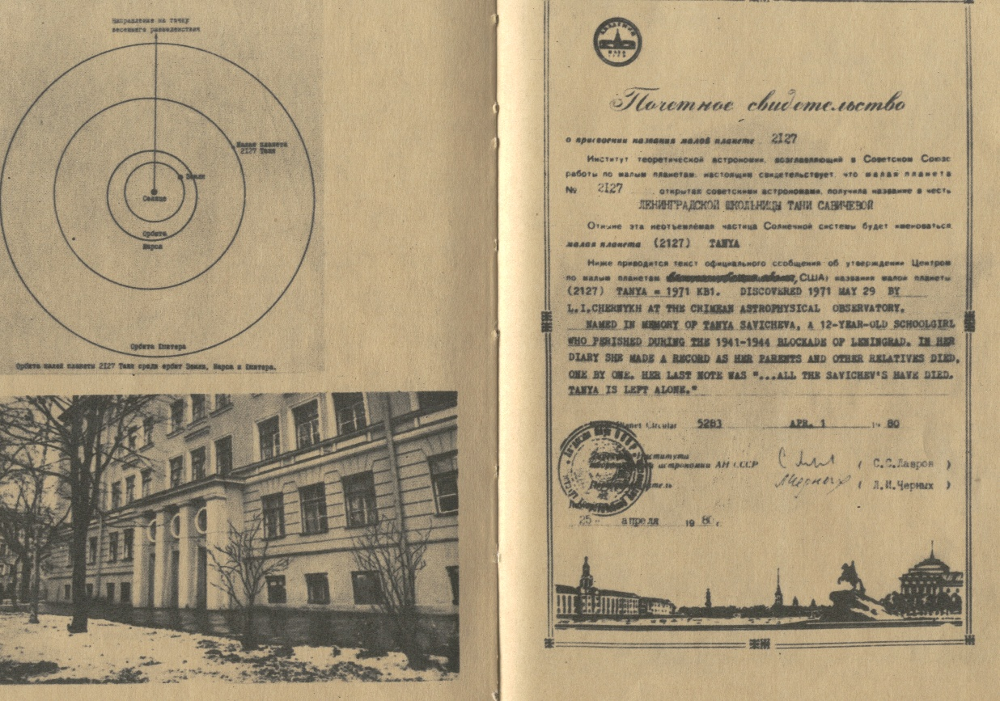 Направление на точку
весеннего равноденствия
Малая планета
2127 Таня
Земля
Солнце
Орбита
Марса
Орбита Юпитера
Орбита малой планеты 2127 Таня среди орбит Земли, Марса и Юпитера.
Почетное свидетельство
о присвоении названия малой планете 2127
Институт теоретической астрономии, возглавляющий в Советском Союзе
работы по малым планетам, настоящим свидетельствует, что малая планета
№ 2127 открытая советскими астрономами, получила название в честь
ЛЕНИНГРАДСКОЙ ШКОЛЬНИЦЫ ТАНИ САВИЧЕВОЙ
Отныне эта неотъемлемая частица Солнечной системы будет именоваться
малая планета (2127) TANYA
Ниже приводится текст официального сообщения об утверждении Центром
по малым планетам США) названия малой планеты
(2127) TANYA = 1971 KB1. DISCOVERED 1971 MAY 29 BY
L.I.CHERNYKH AT THE CRIMEAN ASTROPHYSICAL OBSERVATORY.
NAMED IN MEMORY OF TANYA SAVICHEVA, A 12-YEAR-OLD SCHOOLGIRL
WHO PERISHED DURING THE 1941-1944 BLOCKADE OF LENINGRAD. IN HER
DIARY SHE MADE A RECORD AS HER PARENTS AND OTHER RELATIVES DIED,
ONE BY ONE. HER LAST NOTE WAS "...ALL THE SAVICHEV'S HAVE DIED.
TANYA IS LEFT ALONE."
Planet Circular 5283 APR. 1 19 80
Института
астрономии АН СССР ( С.С.Лавров )
Л.Черных ( Л.И.Черных )
25 апреля 19 80 г.